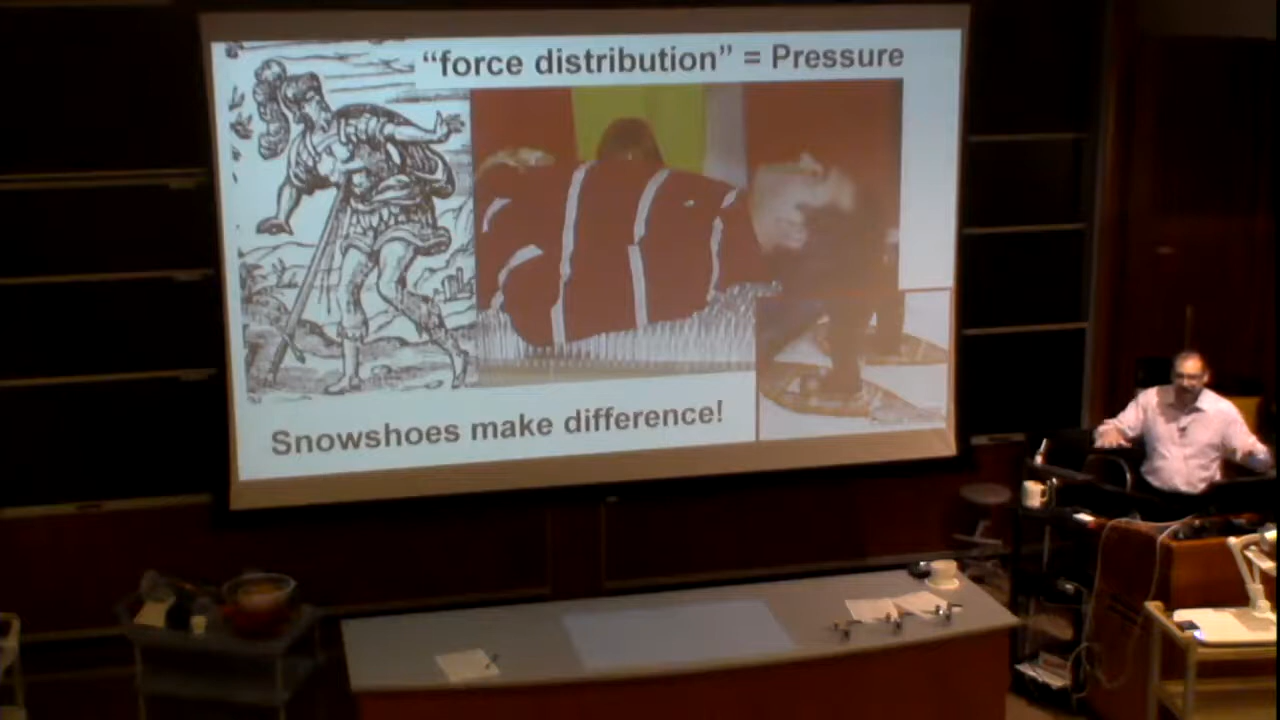 “force distribution” = Pressure
Snowshoes make difference!